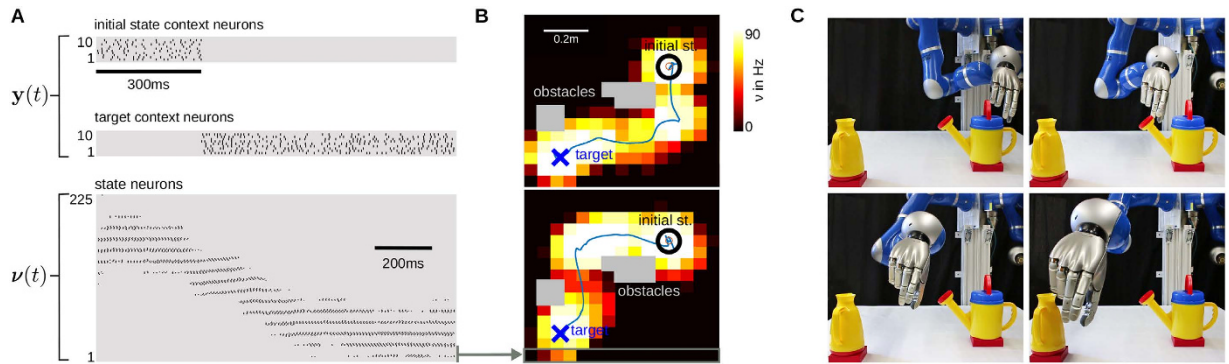 A
initial state context neurons
10
1
300ms
y(t)
target context neurons
10
1
state neurons
225
200ms
ν(t)
1
B
0.2m
initial st.
obstacles
target
90
ν in Hz
0
initial st.
obstacles
target
C